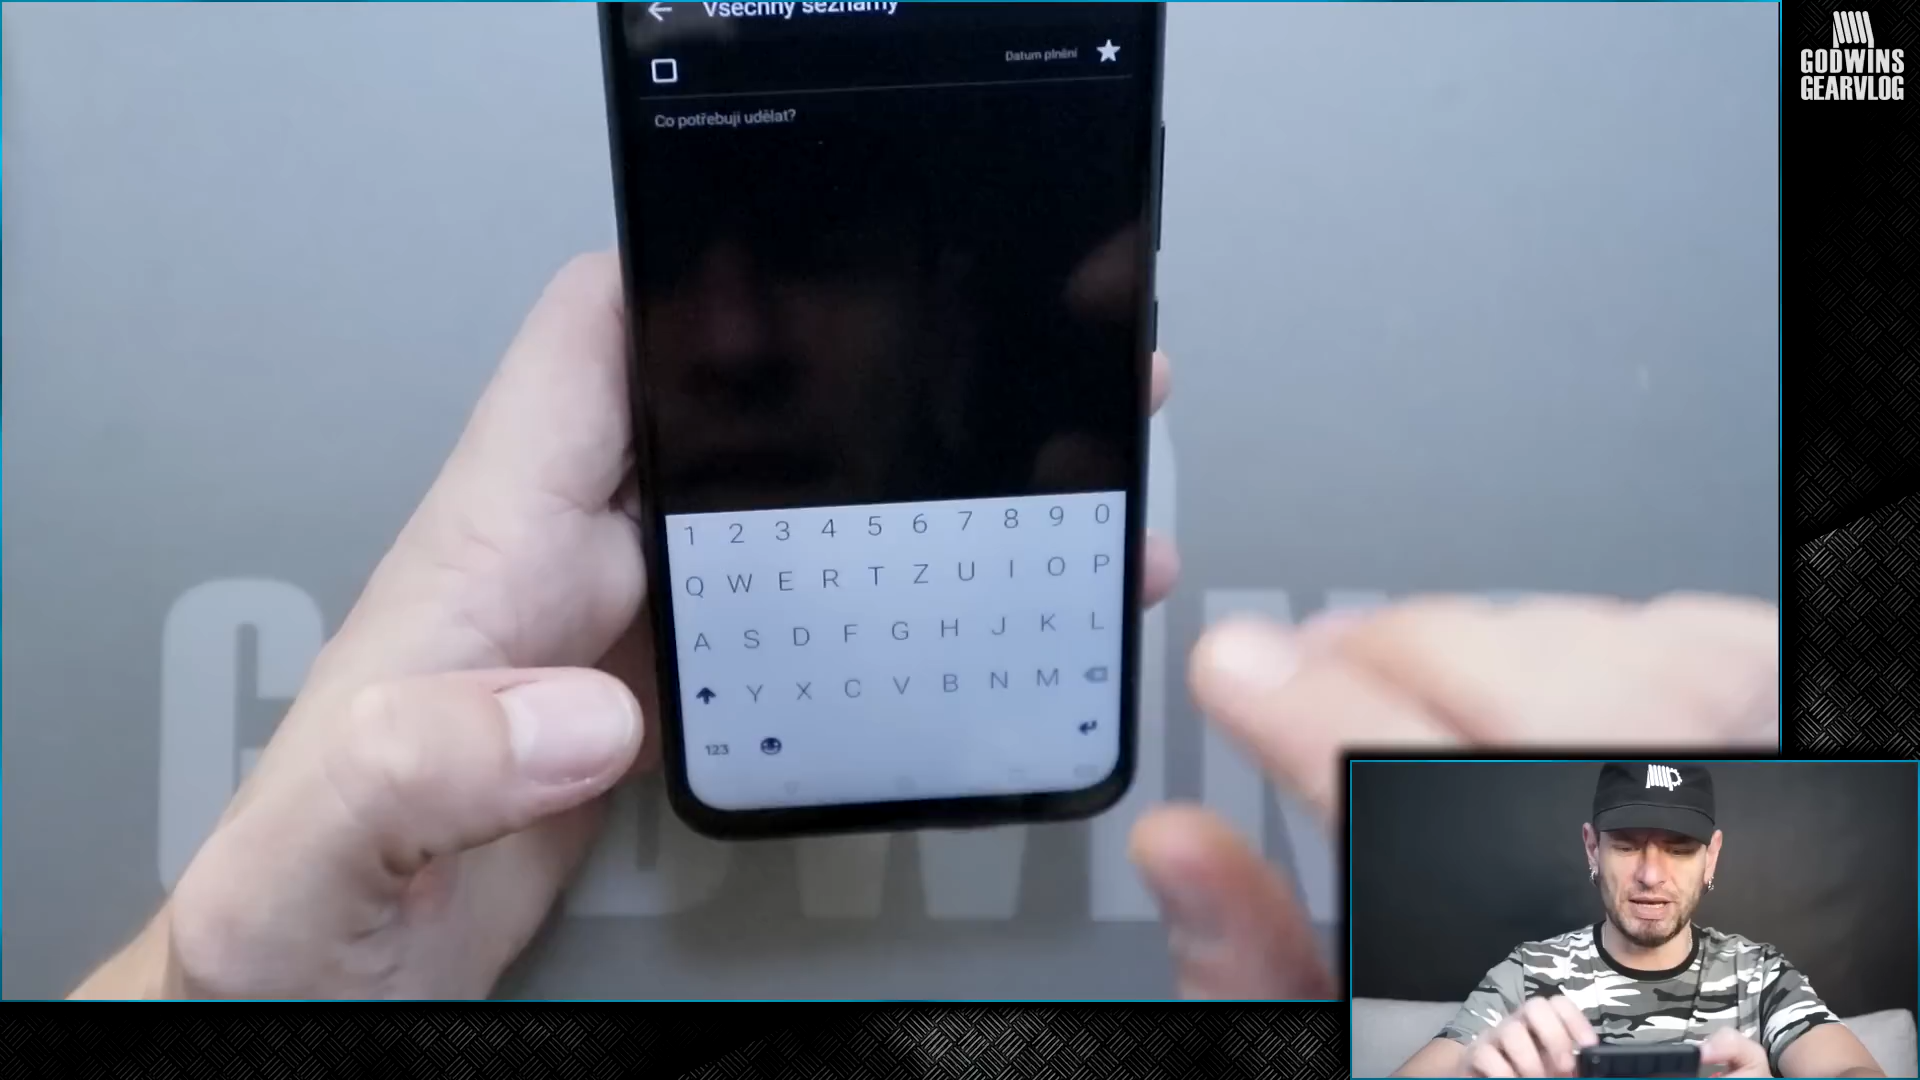 Všechny seznamy
Datum plnění
Co potřebuji udělat?
1 2 3 4 5 6 7 8 9 0
Q W E R T Z U I O P
A S D F G H J K L
Y X C V B N M
123
GODWINS
GEARVLOG